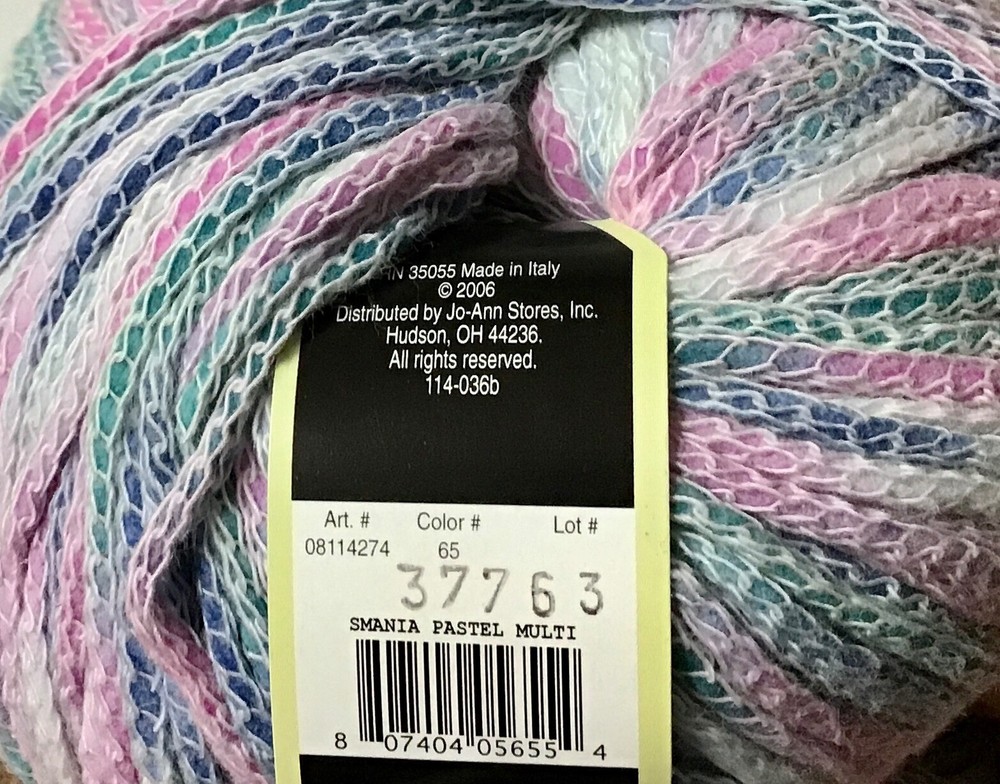 RN 35055 Made in Italy
© 2006
Distributed by Jo-Ann Stores, Inc.
Hudson, OH 44236.
All rights reserved.
114-036b
Art. # Color # Lot #
08114274 65
37763
SMANIA PASTEL MULTI
8 07404 05655 4